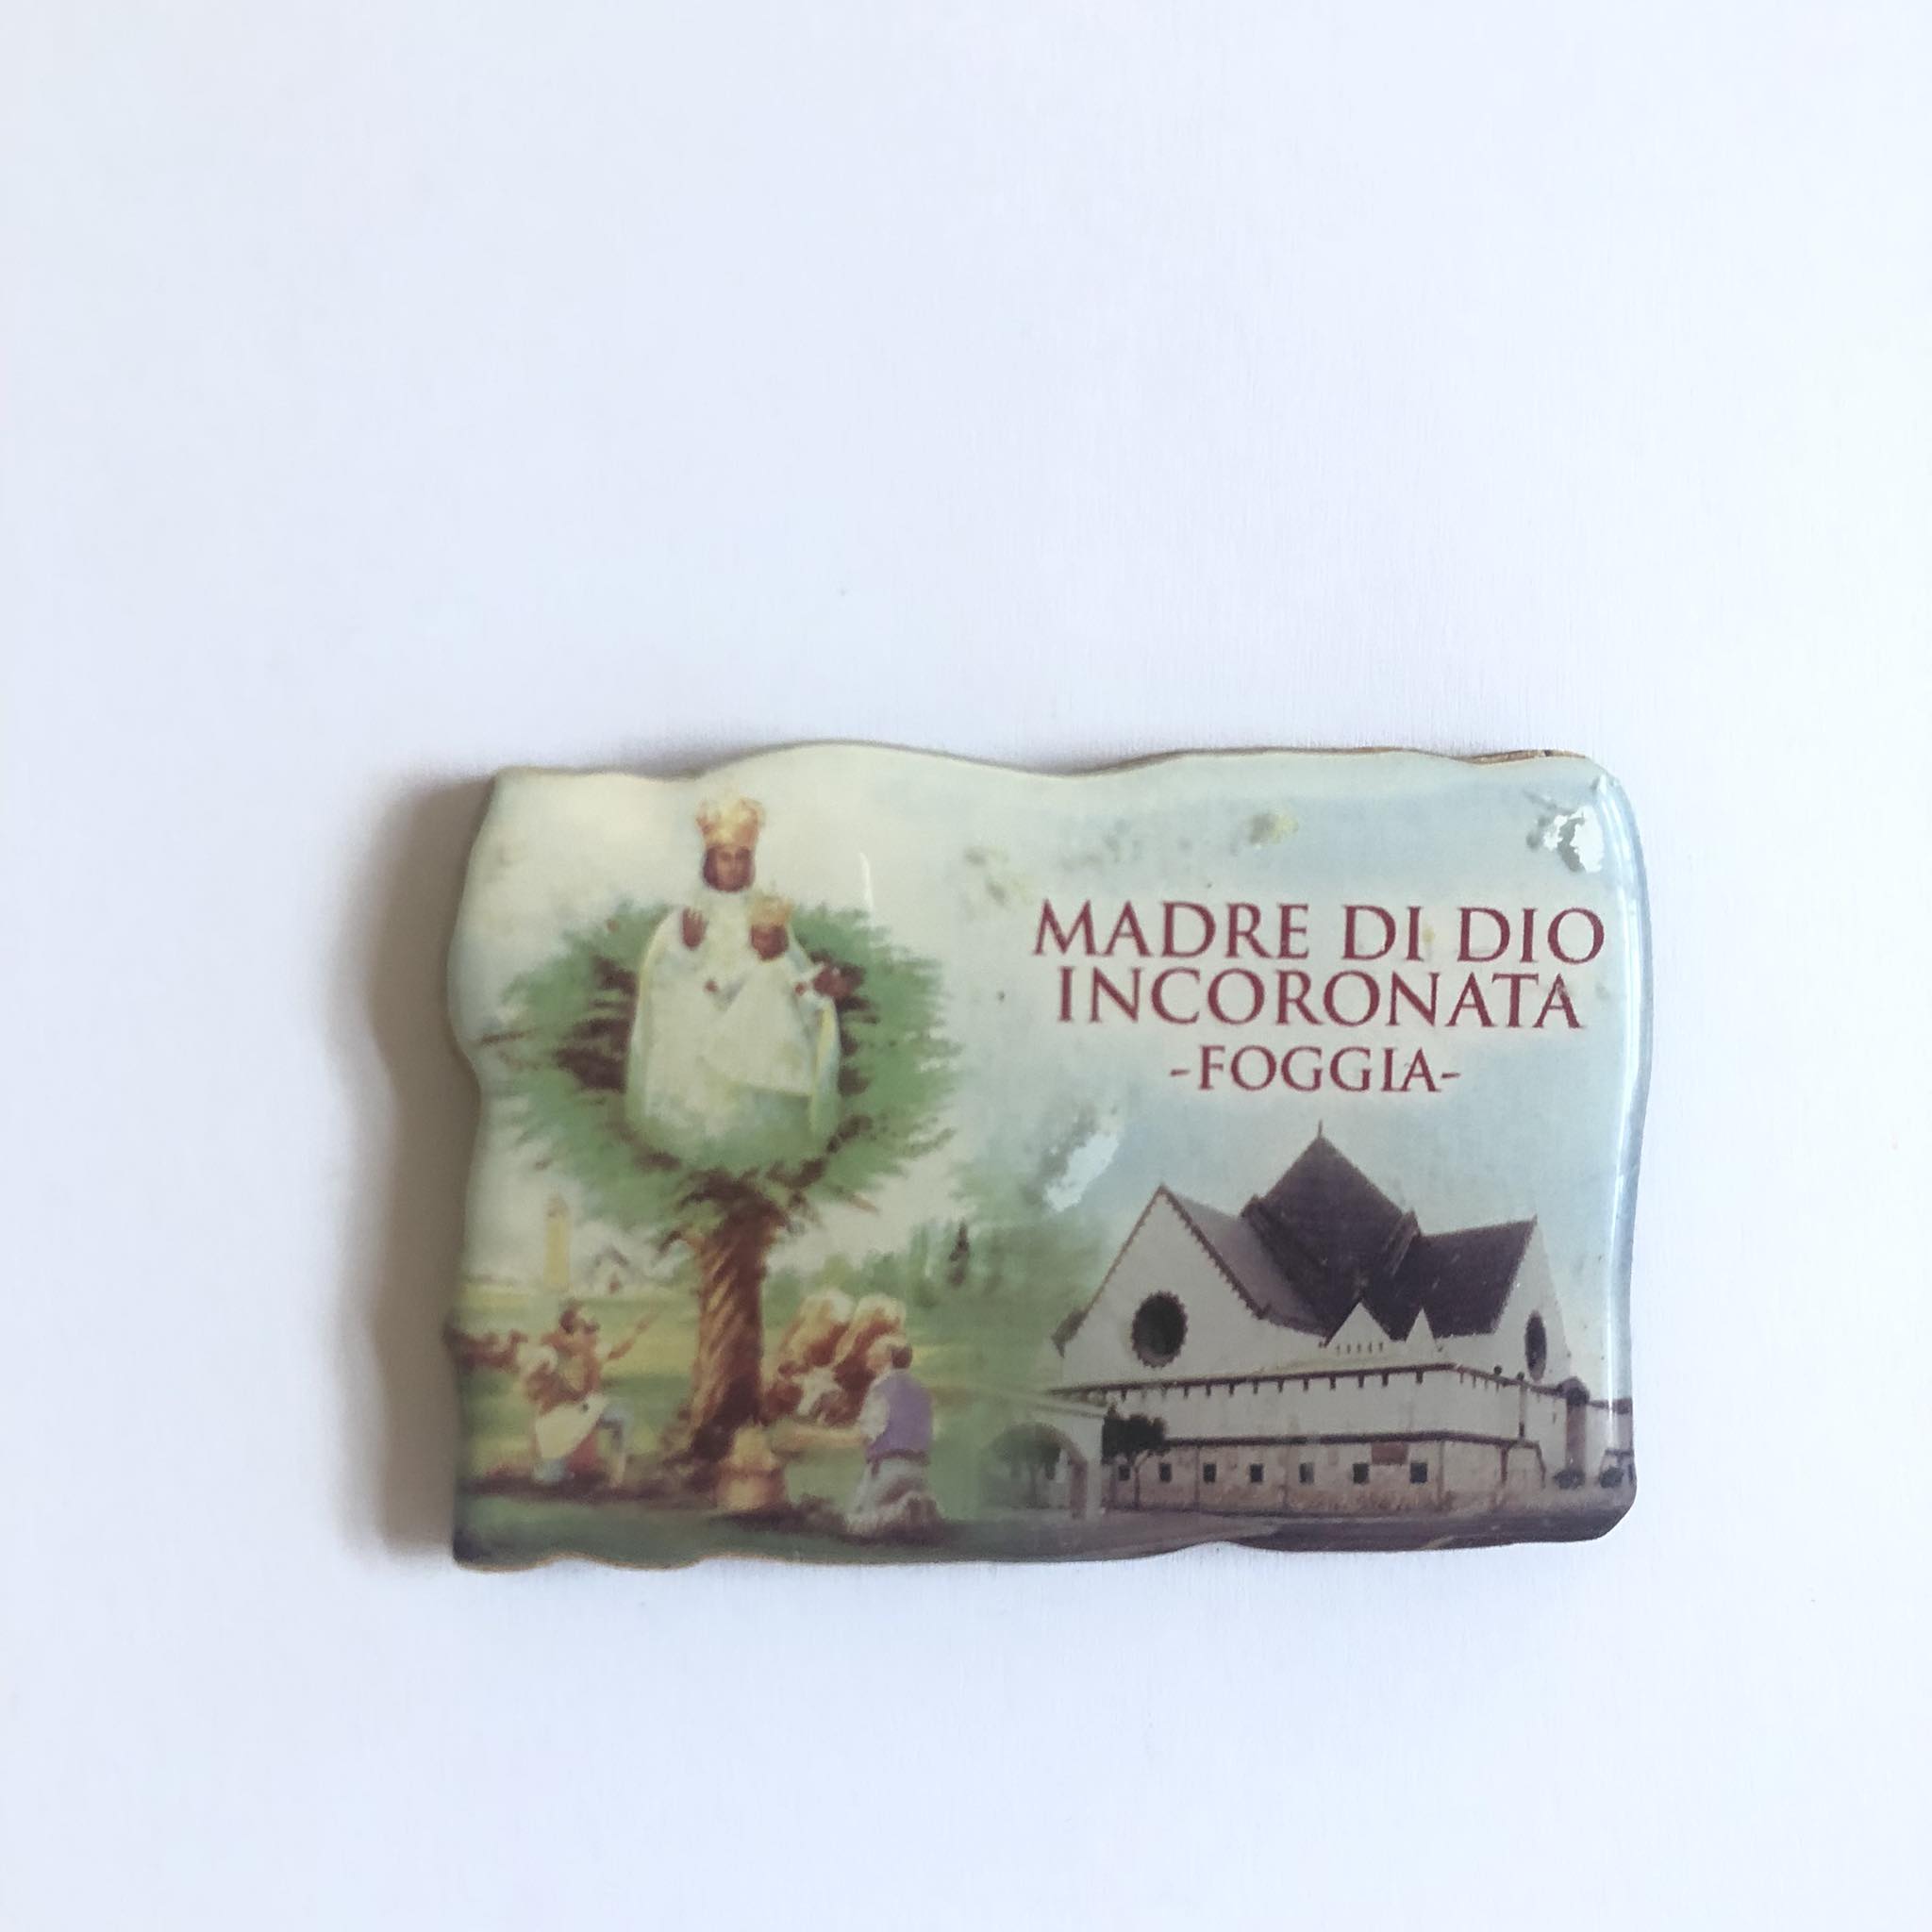 MADRE DI DIO
INCORONATA
-FOGGIA-